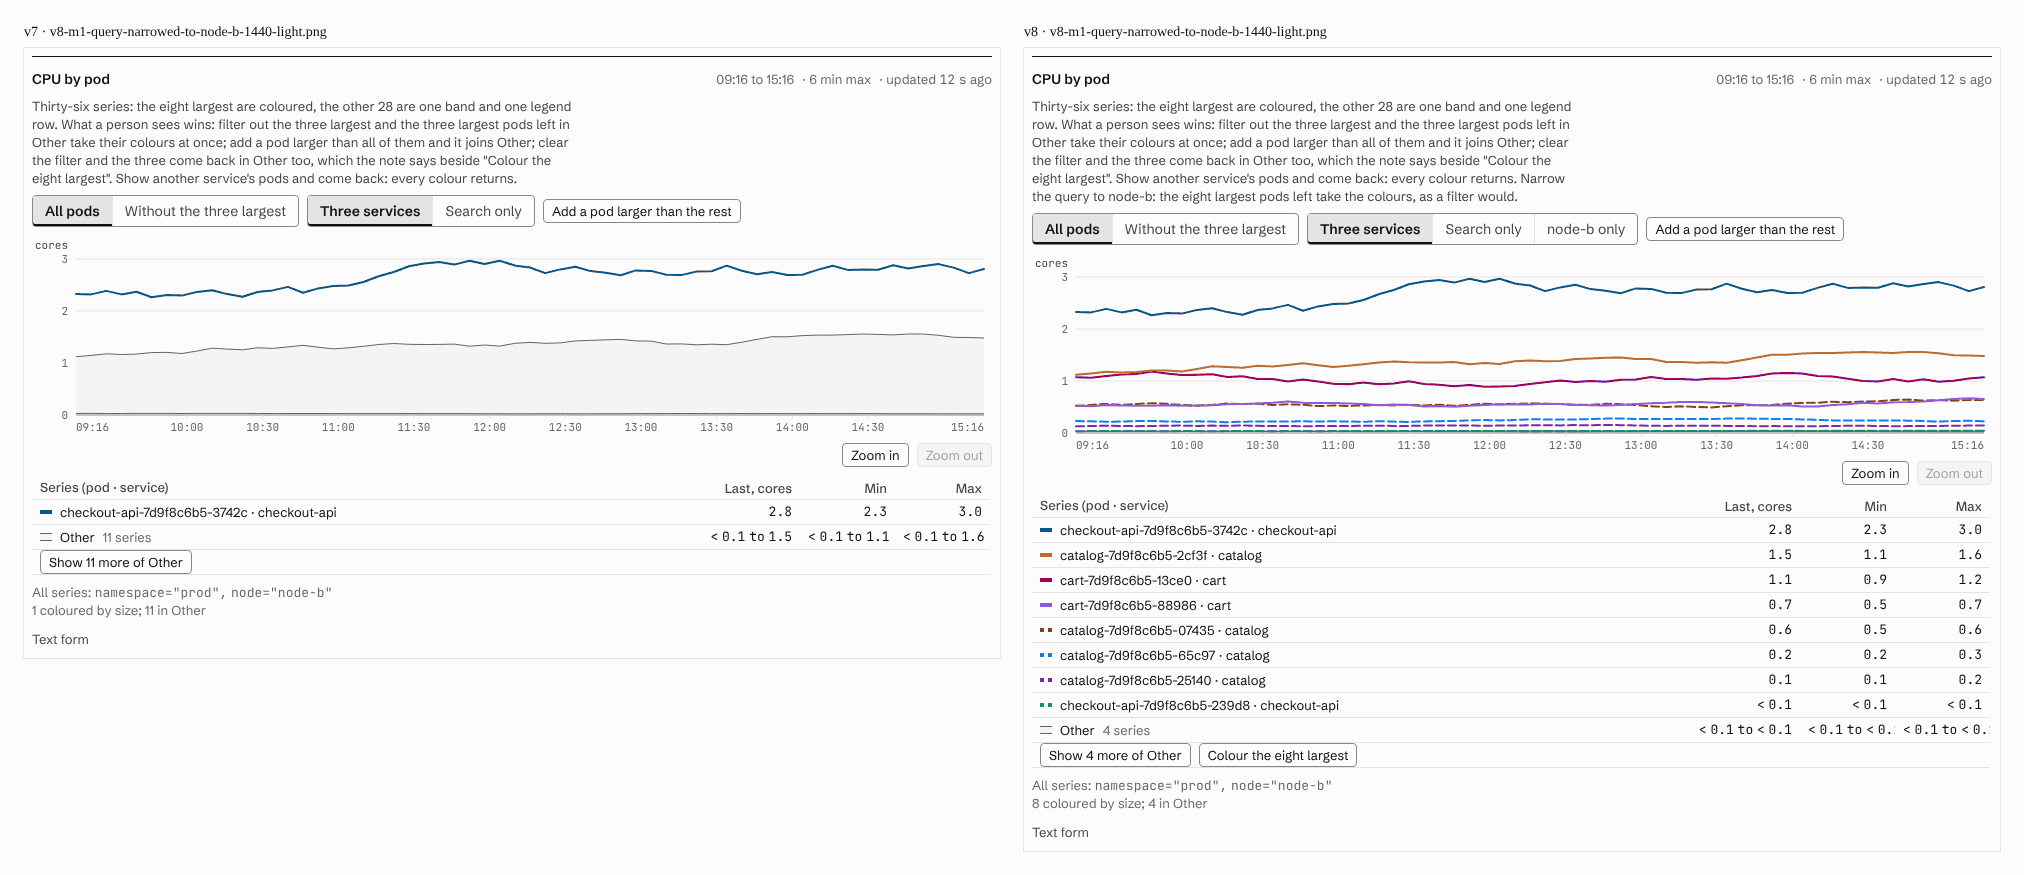 v7 · v8-m1-query-narrowed-to-node-b-1440-light.png
CPU by pod
09:16 to 15:16 · 6 min max · updated 12 s ago
Thirty-six series: the eight largest are coloured, the other 28 are one band and one legend
row. What a person sees wins: filter out the three largest and the three largest pods left in
Other take their colours at once; add a pod larger than all of them and it joins Other; clear
the filter and the three come back in Other too, which the note says beside "Colour the
eight largest". Show another service's pods and come back: every colour returns.
All pods Without the three largest Three services Search only Add a pod larger than the rest
cores
3
2
1
0
09:16 10:00 10:30 11:00 11:30 12:00 12:30 13:00 13:30 14:00 14:30 15:16
Zoom in Zoom out
Series (pod · service) Last, cores Min Max
checkout-api-7d9f8c6b5-3742c · checkout-api 2.8 2.3 3.0
Other 11 series < 0.1 to 1.5 < 0.1 to 1.1 < 0.1 to 1.6
Show 11 more of Other
All series: namespace="prod", node="node-b"
1 coloured by size; 11 in Other
Text form
v8 · v8-m1-query-narrowed-to-node-b-1440-light.png
CPU by pod
09:16 to 15:16 · 6 min max · updated 12 s ago
Thirty-six series: the eight largest are coloured, the other 28 are one band and one legend
row. What a person sees wins: filter out the three largest and the three largest pods left in
Other take their colours at once; add a pod larger than all of them and it joins Other; clear
the filter and the three come back in Other too, which the note says beside "Colour the
eight largest". Show another service's pods and come back: every colour returns. Narrow
the query to node-b: the eight largest pods left take the colours, as a filter would.
All pods Without the three largest Three services Search only node-b only Add a pod larger than the rest
cores
3
2
1
0
09:16 10:00 10:30 11:00 11:30 12:00 12:30 13:00 13:30 14:00 14:30 15:16
Zoom in Zoom out
Series (pod · service) Last, cores Min Max
checkout-api-7d9f8c6b5-3742c · checkout-api 2.8 2.3 3.0
catalog-7d9f8c6b5-2cf3f · catalog 1.5 1.1 1.6
cart-7d9f8c6b5-13ce0 · cart 1.1 0.9 1.2
cart-7d9f8c6b5-88986 · cart 0.7 0.5 0.7
catalog-7d9f8c6b5-07435 · catalog 0.6 0.5 0.6
catalog-7d9f8c6b5-65c97 · catalog 0.2 0.2 0.3
catalog-7d9f8c6b5-25140 · catalog 0.1 0.1 0.2
checkout-api-7d9f8c6b5-239d8 · checkout-api < 0.1 < 0.1 < 0.1
Other 4 series < 0.1 to < 0.1 < 0.1 to < 0. < 0.1 to < 0.
Show 4 more of Other Colour the eight largest
All series: namespace="prod", node="node-b"
8 coloured by size; 4 in Other
Text form